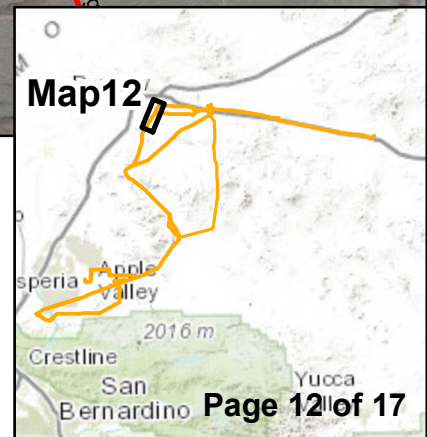 Map12
Apple
speria
Valley
2016 m
Crestline
San
Bernardino
Yucca
Page 12 of 17